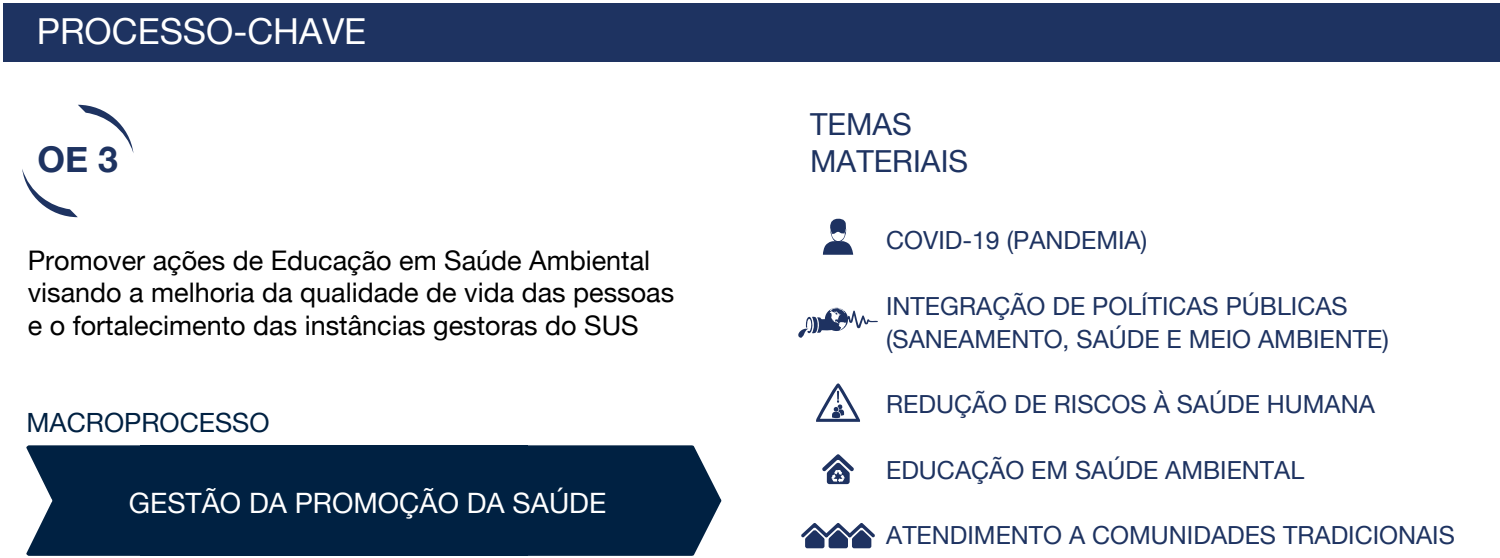 PROCESSO-CHAVE
OE 3
Promover ações de Educação em Saúde Ambiental
visando a melhoria da qualidade de vida das pessoas
e o fortalecimento das instâncias gestoras do SUS
MACROPROCESSO
GESTÃO DA PROMOÇÃO DA SAÚDE
TEMAS
MATERIAIS
COVID-19 (PANDEMIA)
INTEGRAÇÃO DE POLÍTICAS PÚBLICAS
(SANEAMENTO, SAÚDE E MEIO AMBIENTE)
REDUÇÃO DE RISCOS À SAÚDE HUMANA
EDUCAÇÃO EM SAÚDE AMBIENTAL
ATENDIMENTO A COMUNIDADES TRADICIONAIS